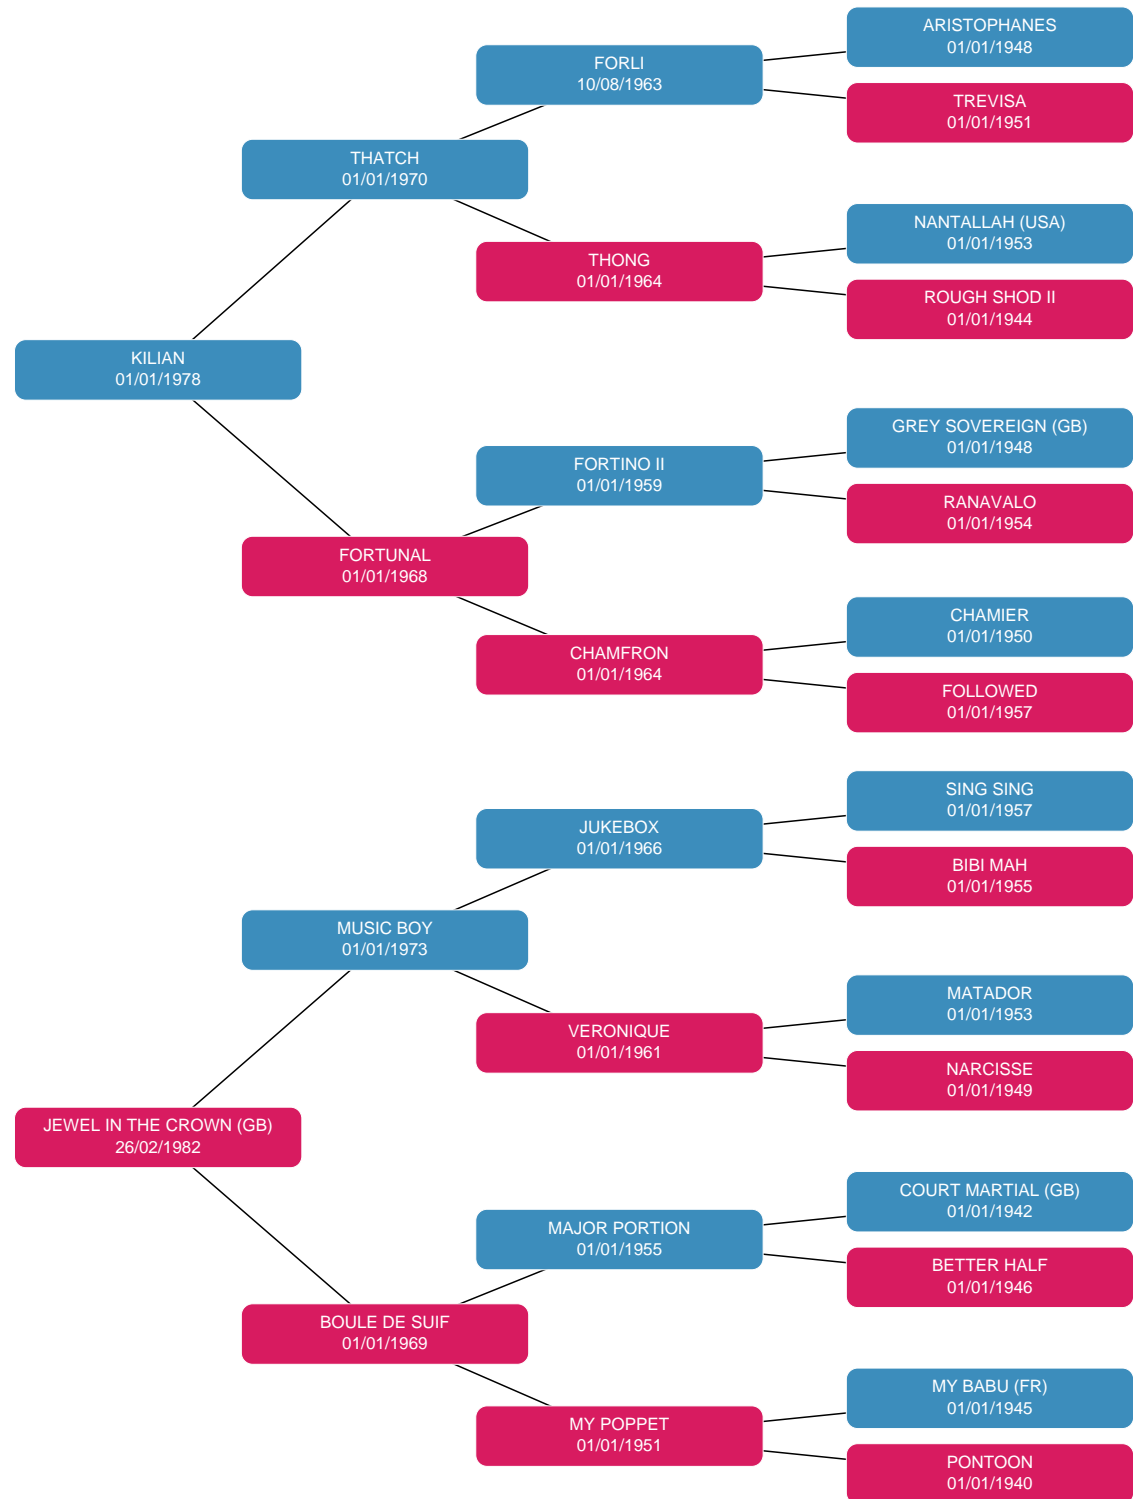 ARISTOPHANES
01/01/1948
FORLI
10/08/1963
TREVISA
01/01/1951
THATCH
01/01/1970
NANTALLAH (USA)
01/01/1953
THONG
01/01/1964
ROUGH SHOD II
01/01/1944
KILIAN
01/01/1978
GREY SOVEREIGN (GB)
01/01/1948
FORTINO II
01/01/1959
RANAVALO
01/01/1954
FORTUNAL
01/01/1968
CHAMIER
01/01/1950
CHAMFRON
01/01/1964
FOLLOWED
01/01/1957
SING SING
01/01/1957
JUKEBOX
01/01/1966
BIBI MAH
01/01/1955
MUSIC BOY
01/01/1973
MATADOR
01/01/1953
VERONIQUE
01/01/1961
NARCISSE
01/01/1949
JEWEL IN THE CROWN (GB)
26/02/1982
COURT MARTIAL (GB)
01/01/1942
MAJOR PORTION
01/01/1955
BETTER HALF
01/01/1946
BOULE DE SUIF
01/01/1969
MY BABU (FR)
01/01/1945
MY POPPET
01/01/1951
PONTOON
01/01/1940